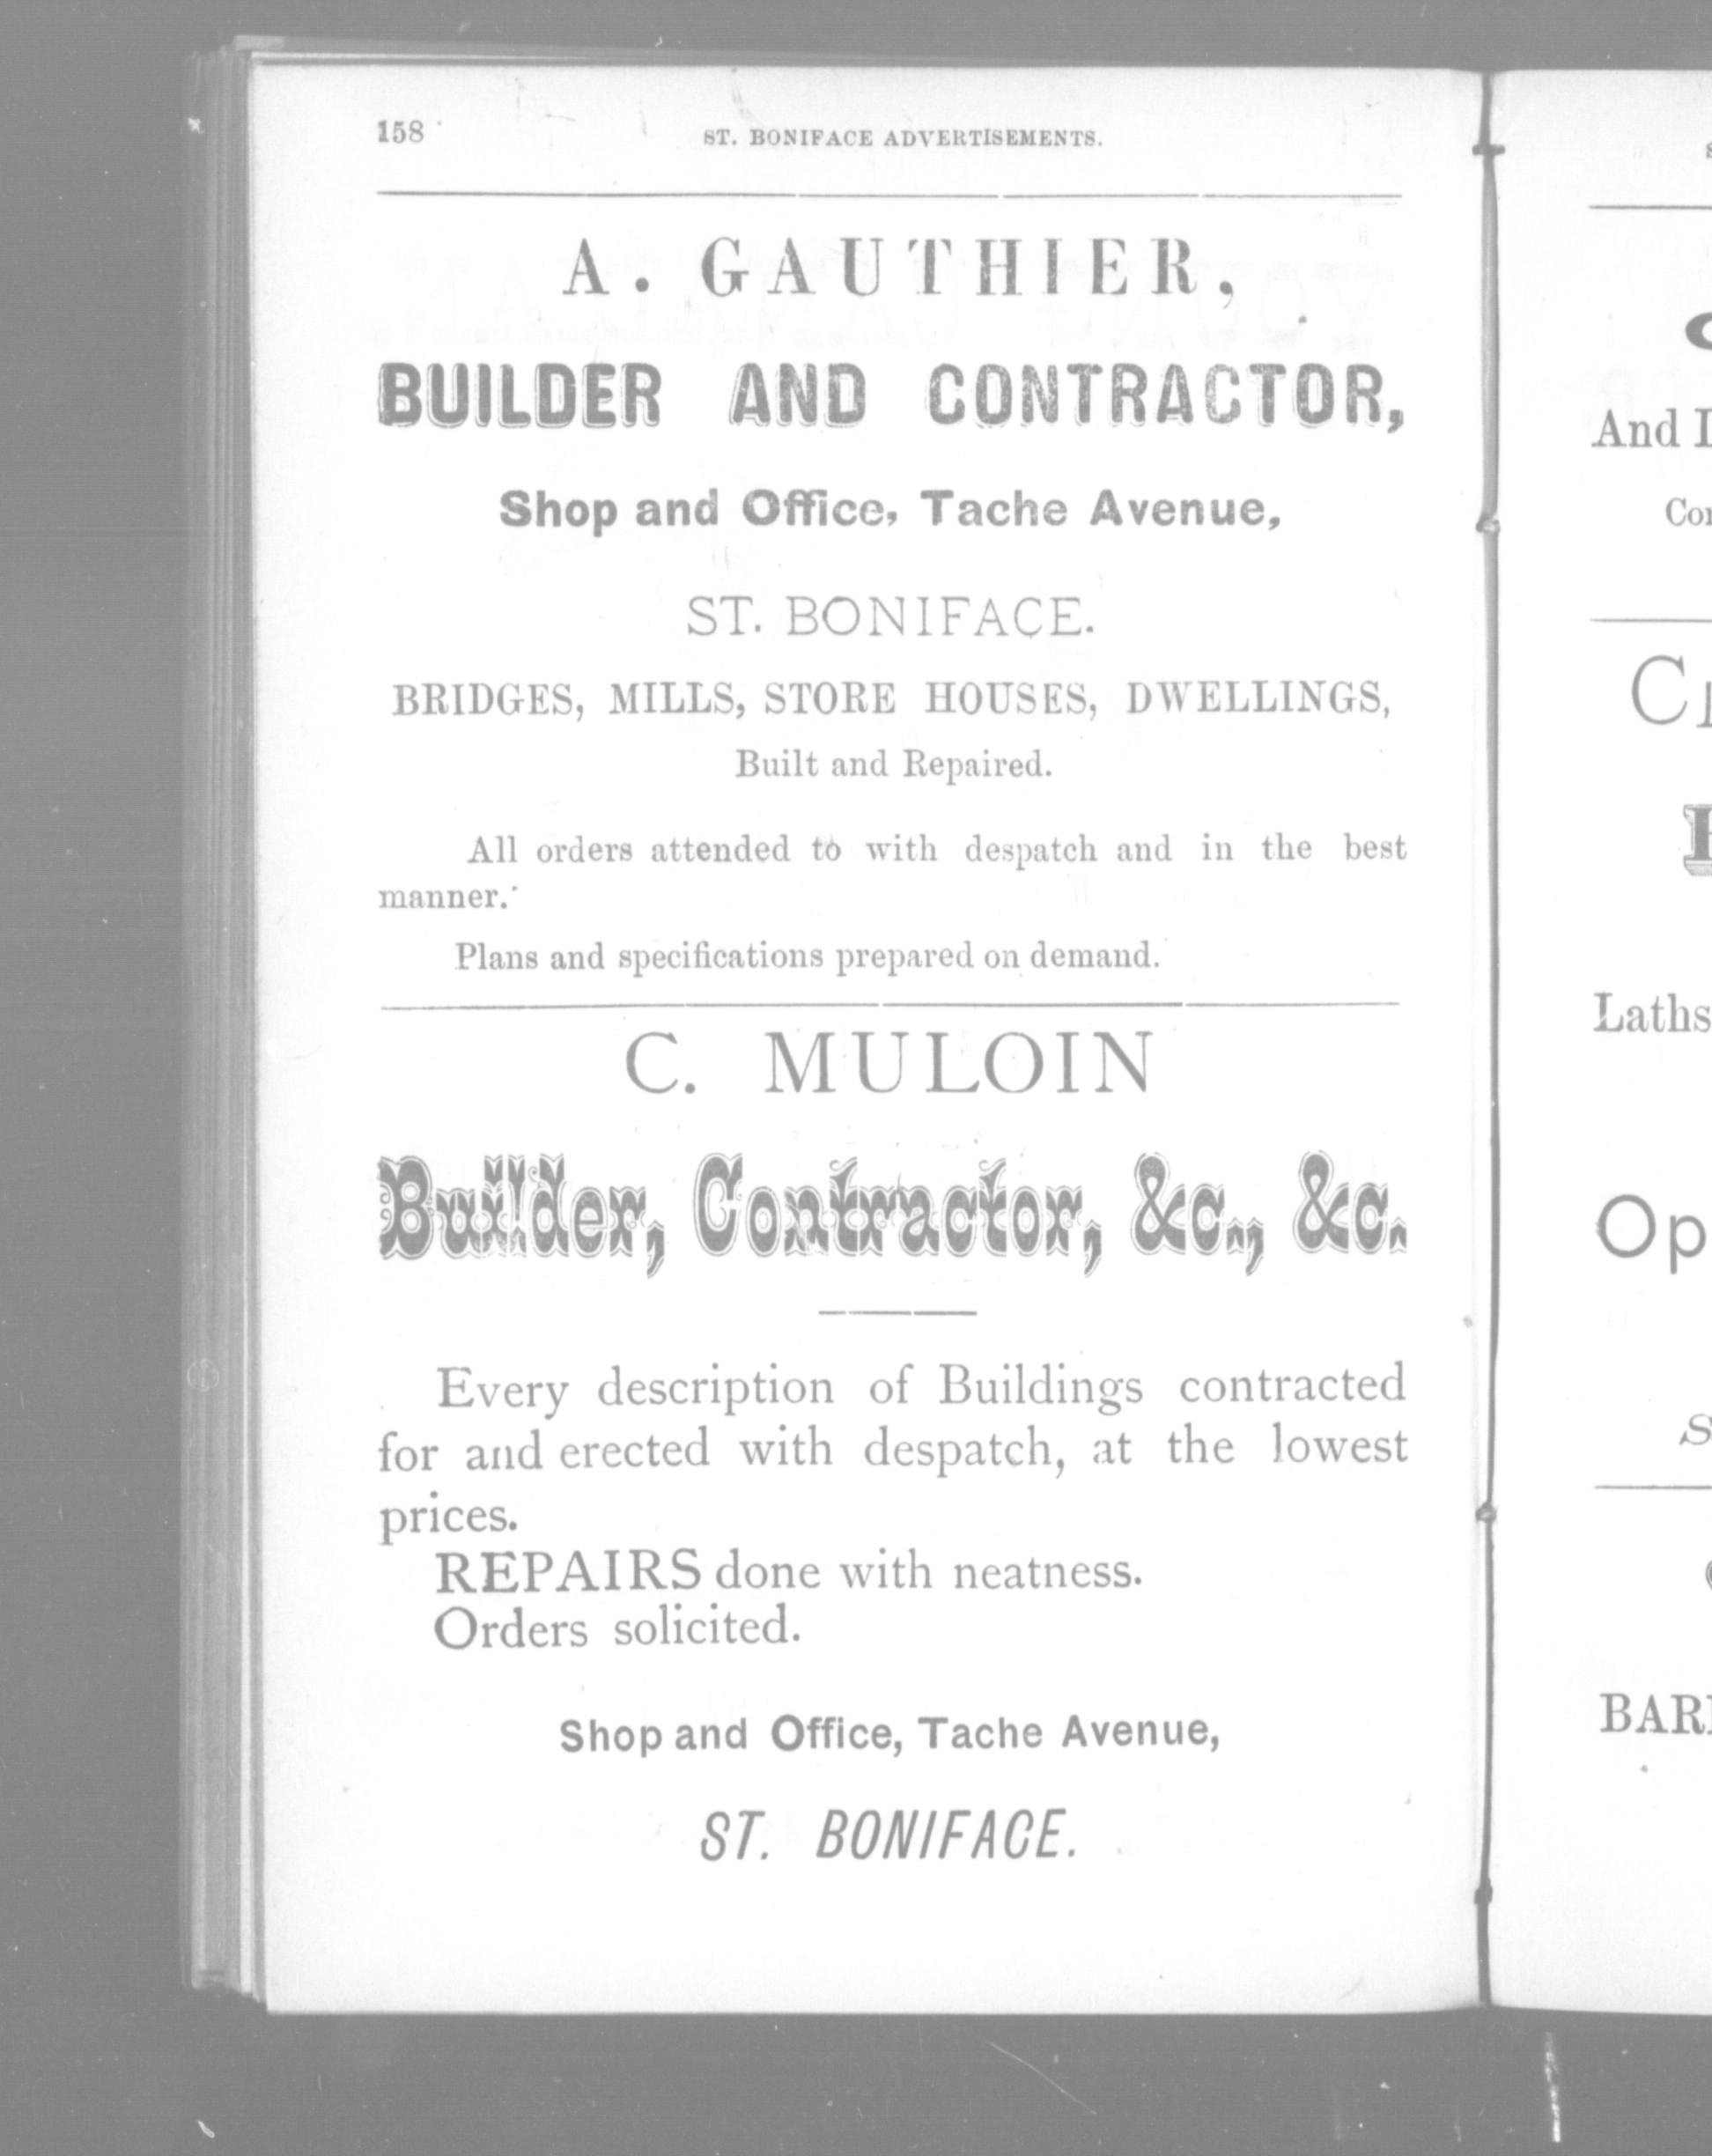 158
ST. BONIFACE ADVERTISEMENTS.
A. GAUTHIER,
BUILDER AND CONTRACTOR,
Shop and Office, Tache Avenue,
ST. BONIFACE.
BRIDGES, MILLS, STORE HOUSES, DWELLINGS,
Built and Repaired.
All orders attended to with despatch and in the best
manner.
Plans and specifications prepared on demand.
C. MULOIN
Builder, Contractor, &c., &c.
Every description of Buildings contracted
for and erected with despatch, at the lowest
prices.
REPAIRS done with neatness.
Orders solicited.
Shop and Office, Tache Avenue,
ST. BONIFACE.
And
Laths